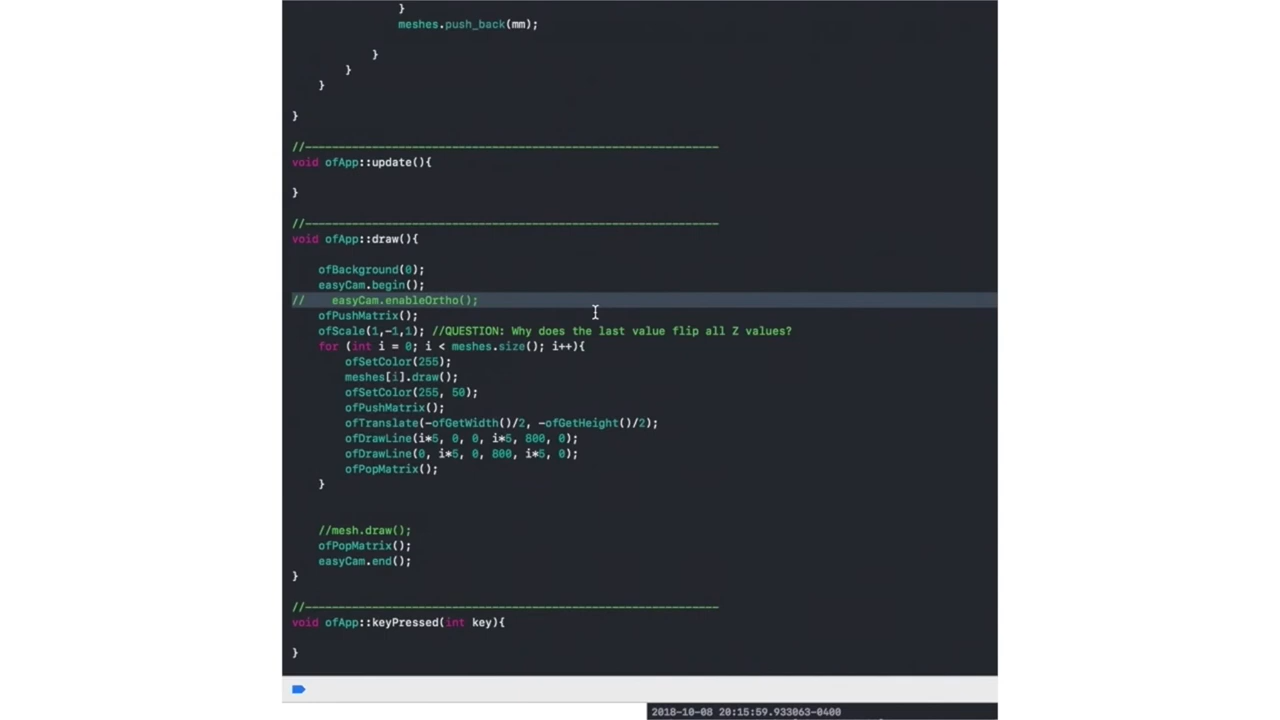 }
meshes.push_back(mm);
}
}
}
}
//--------------------------------------------------------------
void ofApp::update(){
}
//--------------------------------------------------------------
void ofApp::draw(){
ofBackground(0);
easyCam.begin();
// easyCam.enableOrtho();
ofPushMatrix();
ofScale(1,-1,1); //QUESTION: Why does the last value flip all Z values?
for (int i = 0; i < meshes.size(); i++){
ofSetColor(255);
meshes[i].draw();
ofSetColor(255, 50);
ofPushMatrix();
ofTranslate(-ofGetWidth()/2, -ofGetHeight()/2);
ofDrawLine(i*5, 0, 0, i*5, 800, 0);
ofDrawLine(0, i*5, 0, 800, i*5, 0);
ofPopMatrix();
}
//mesh.draw();
ofPopMatrix();
easyCam.end();
}
//--------------------------------------------------------------
void ofApp::keyPressed(int key){
}
2018-10-08 20:15:59.933063-0400